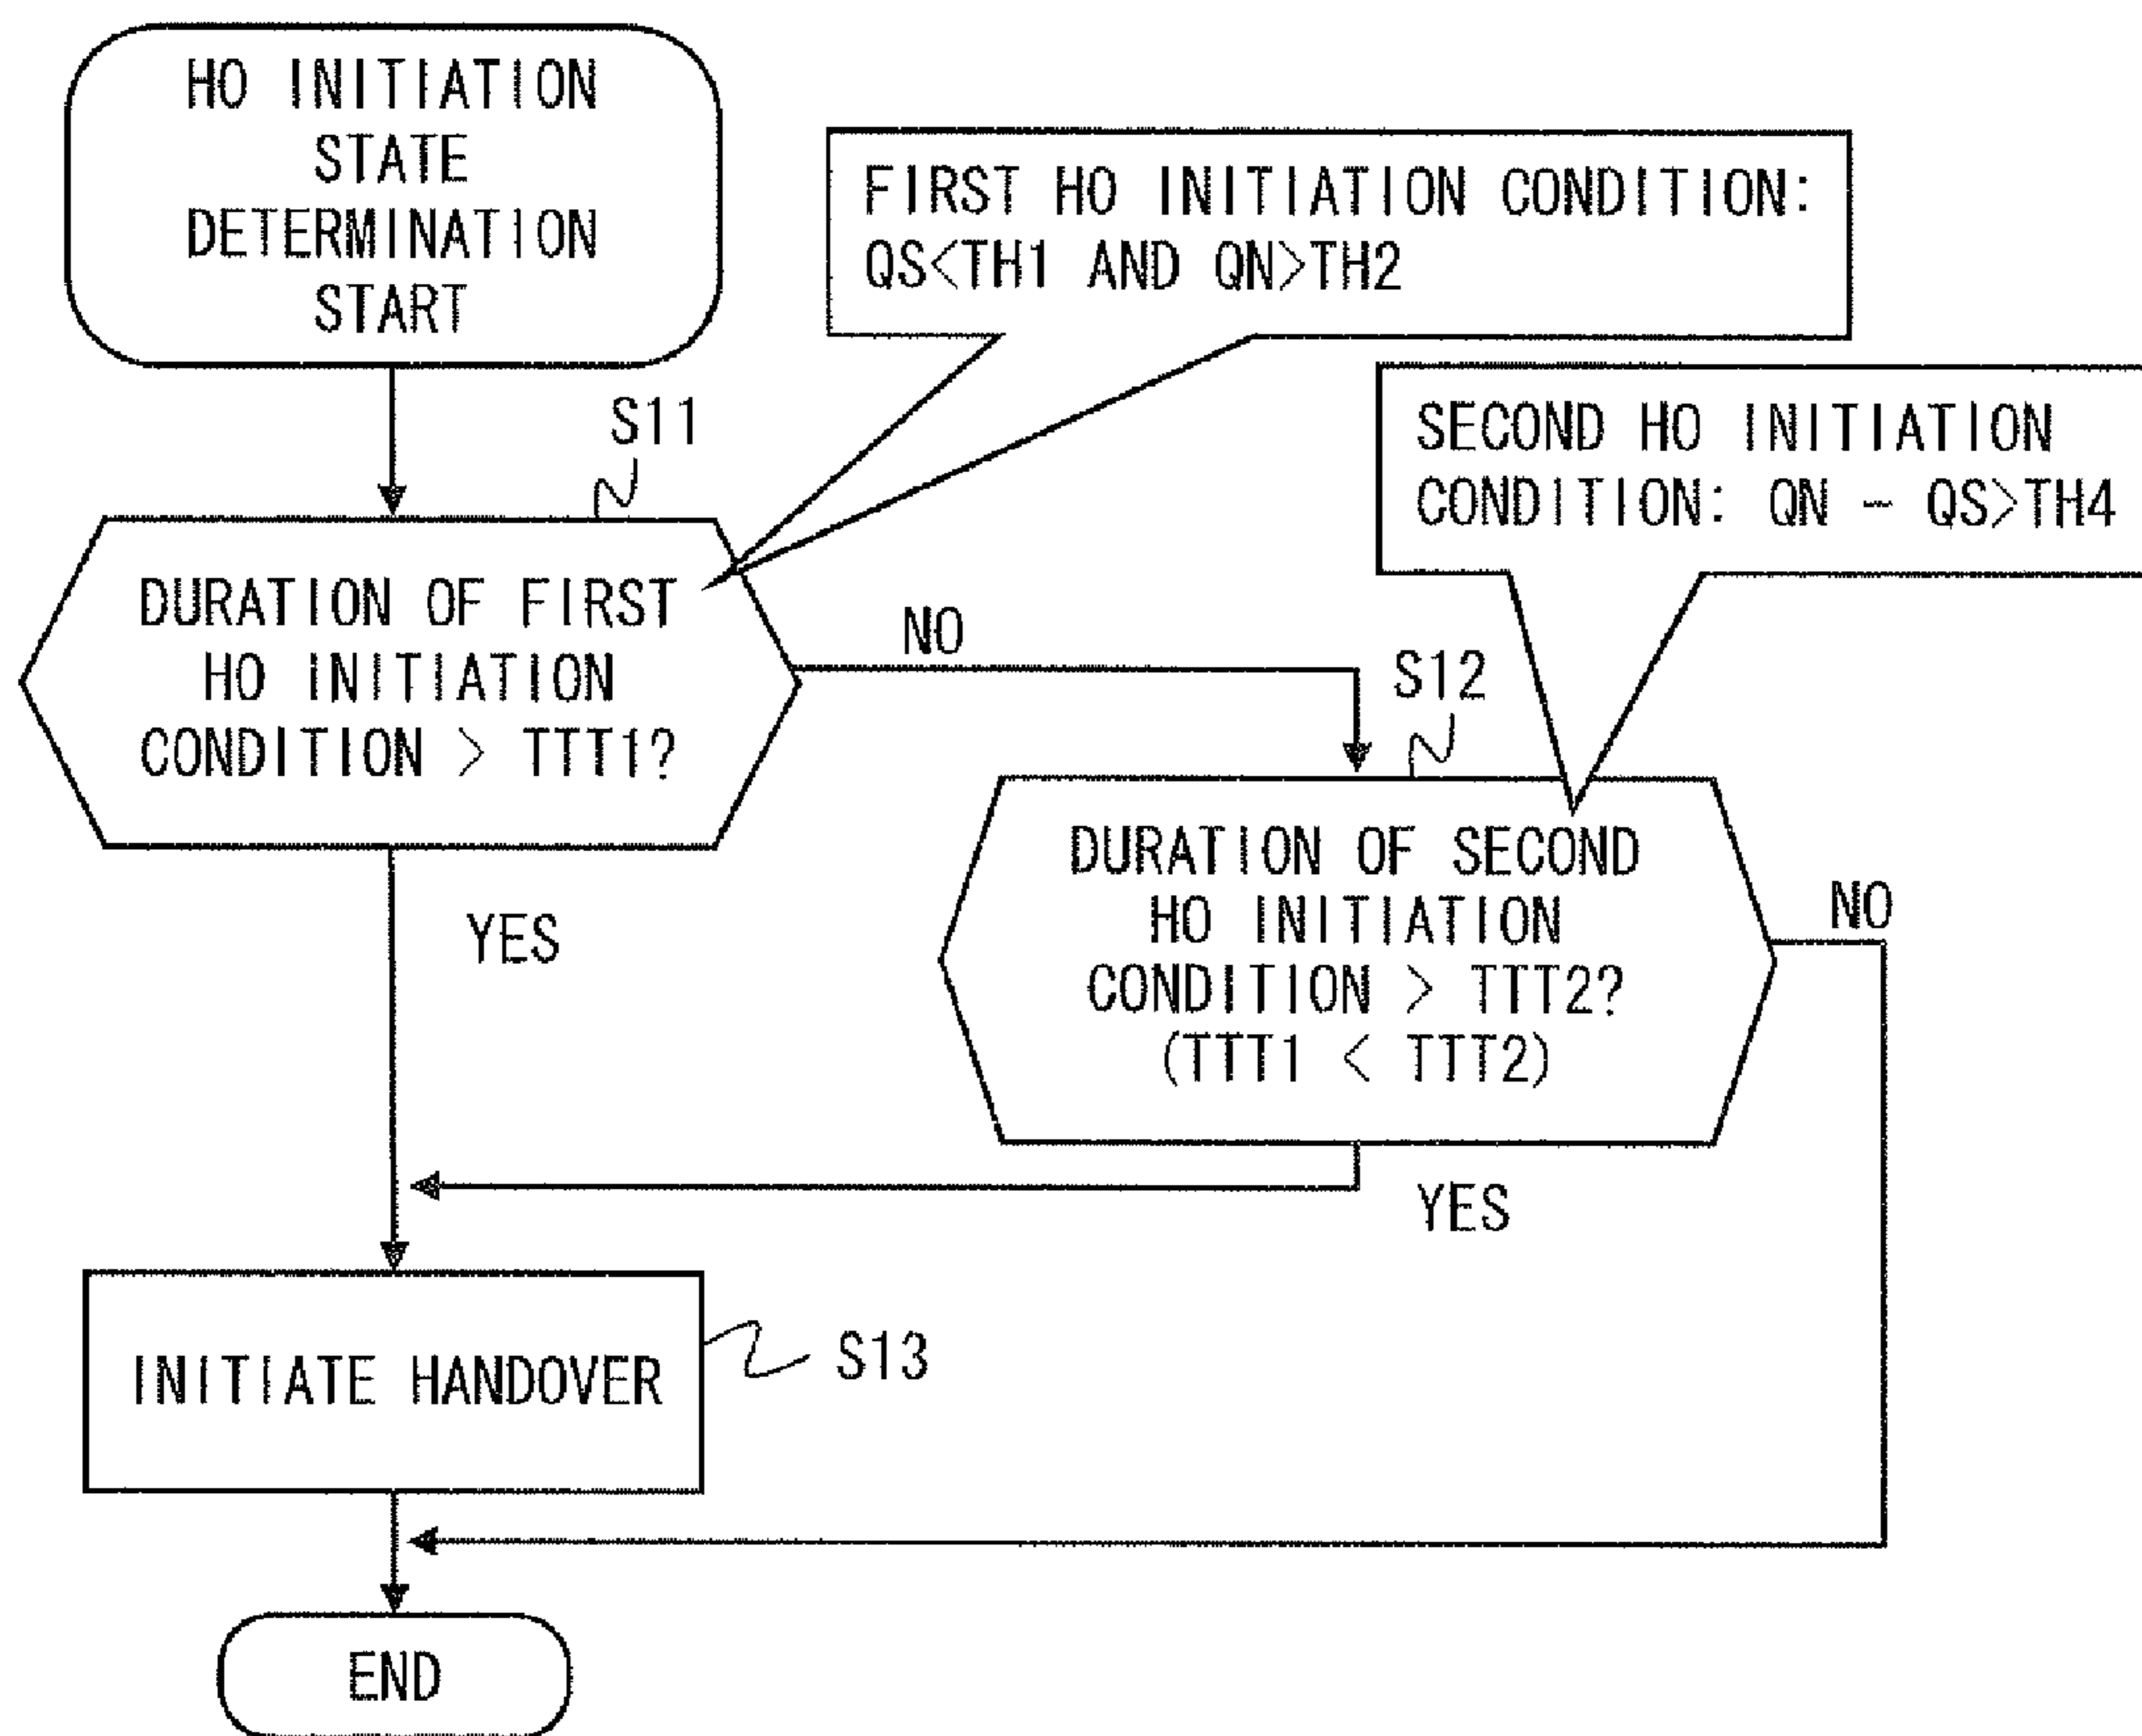 HO INITIATION
STATE
DETERMINATION
START
FIRST HO INITIATION CONDITION:
QS<TH1 AND QN>TH2
SECOND HO INITIATION
CONDITION: QN - QS>TH4
S11
DURATION OF FIRST
HO INITIATION
CONDITION > TTT1?
NO
S12
DURATION OF SECOND
HO INITIATION
CONDITION > TTT2?
(TTT1 < TTT2)
NO
YES
YES
INITIATE HANDOVER
S13
END